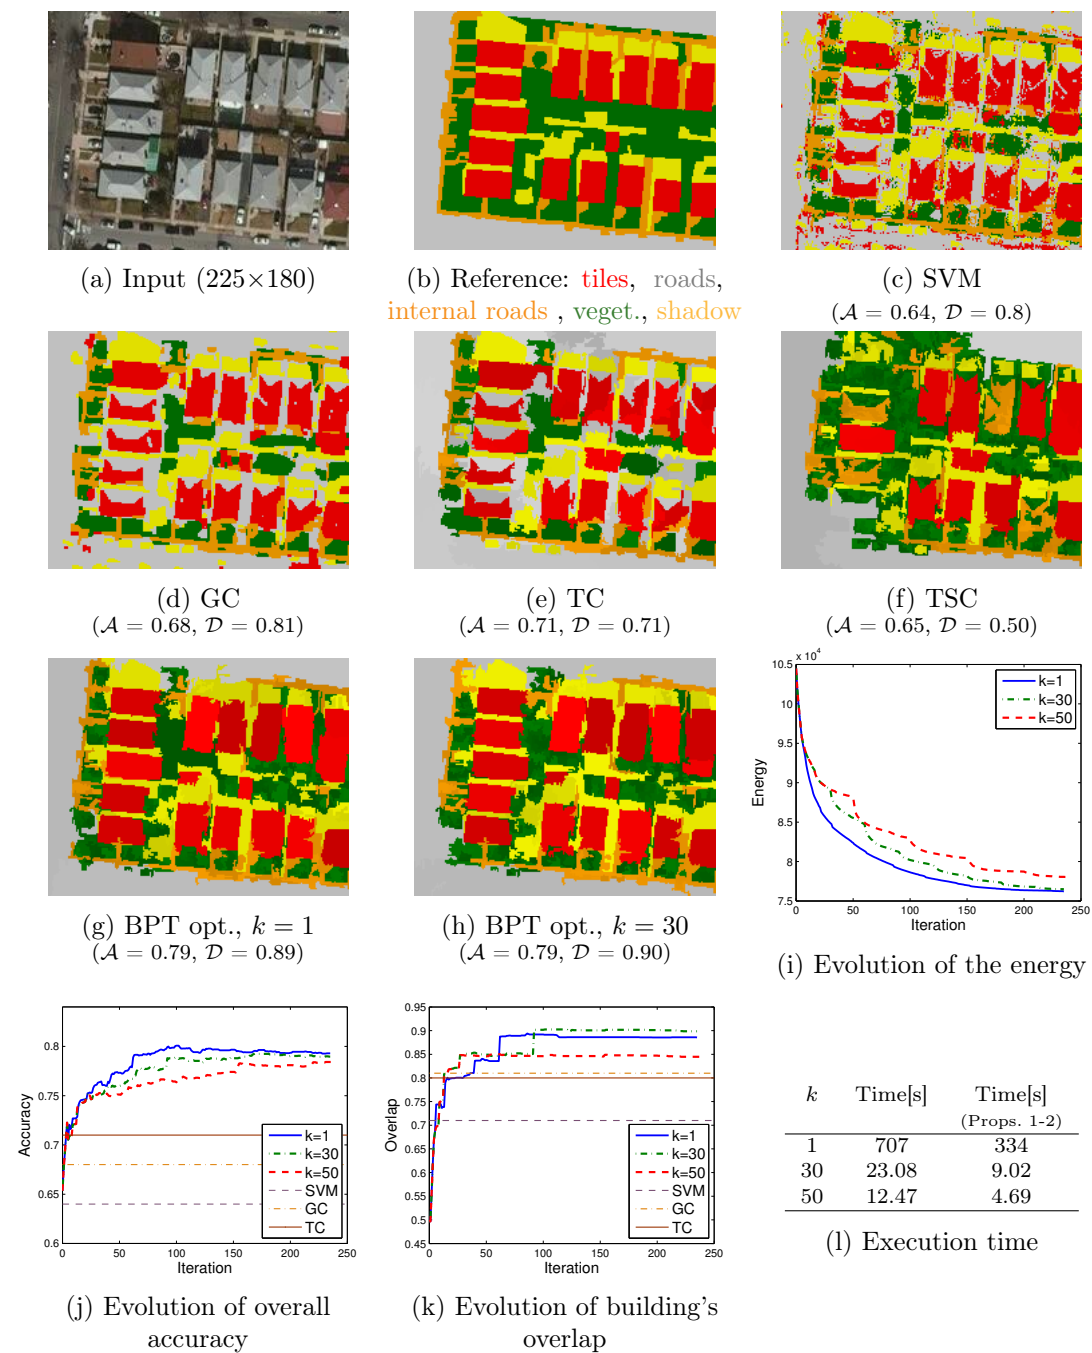 (a) Input (225×180)
(b) Reference: tiles, roads,
internal roads , veget., shadow
(c) SVM
(𝒜 = 0.64, 𝒟 = 0.8)
(d) GC
(𝒜 = 0.68, 𝒟 = 0.81)
(e) TC
(𝒜 = 0.71, 𝒟 = 0.71)
(f) TSC
(𝒜 = 0.65, 𝒟 = 0.50)
(g) BPT opt., k = 1
(𝒜 = 0.79, 𝒟 = 0.89)
(h) BPT opt., k = 30
(𝒜 = 0.79, 𝒟 = 0.90)
x 10⁴
10.5
10
9.5
9
8.5
8
7.5
0 50 100 150 200 250
Energy
Iteration
k=1
k=30
k=50
(i) Evolution of the energy
0.8
0.75
0.7
0.65
0.6
0 50 100 150 200 250
Accuracy
Iteration
k=1
k=30
k=50
SVM
GC
TC
(j) Evolution of overall
accuracy
0.95
0.9
0.85
0.8
0.75
0.7
0.65
0.6
0.55
0.5
0.45
0 50 100 150 200 250
Overlap
Iteration
k=1
k=30
k=50
SVM
GC
TC
(k) Evolution of building's
overlap
k Time[s] Time[s]
(Props. 1-2)
1 707 334
30 23.08 9.02
50 12.47 4.69
(l) Execution time